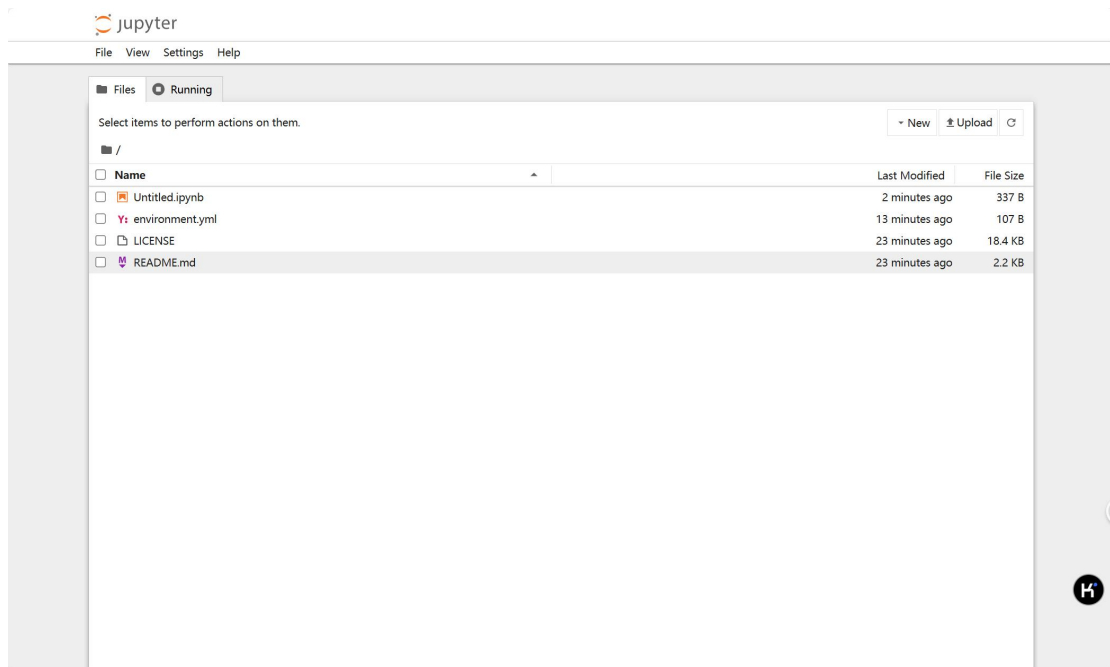 jupyter
File View Settings Help
Files Running
Select items to perform actions on them.
New Upload
/
Name Last Modified File Size
Untitled.ipynb 2 minutes ago 337 B
Y: environment.yml 13 minutes ago 107 B
LICENSE 23 minutes ago 18.4 KB
M README.md 23 minutes ago 2.2 KB
K